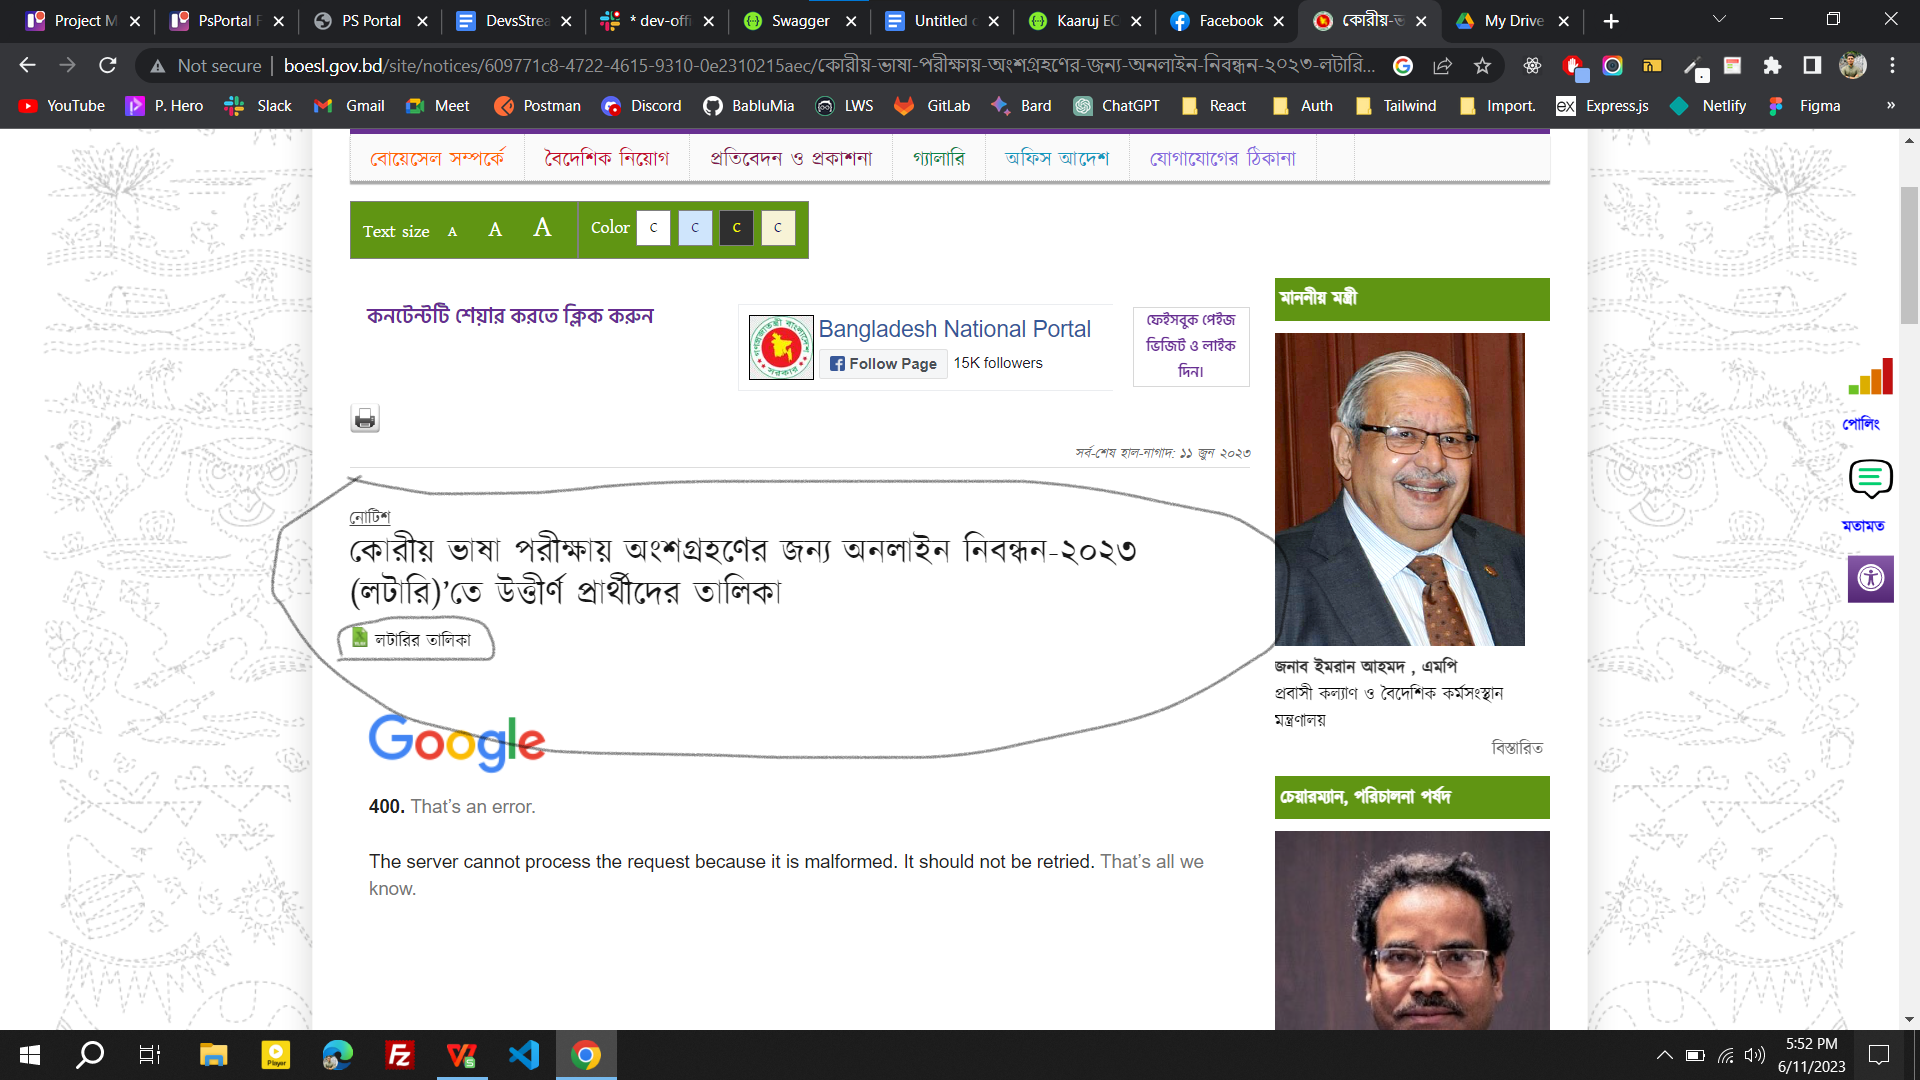 Project M
PsPortal F
PS Portal
DevsStrea
* dev-offi
Swagger
Untitled
Kaaruj EC
Facebook
কোরীয়-ভ
My Drive
Not secure
boesl.gov.bd/site/notices/609771c8-4722-4615-9310-0e2310215aec/কোরীয়-ভাষা-পরীক্ষায়-অংশগ্রহণের-জন্য-অনলাইন-নিবন্ধন-২০২৩-লটারি...
YouTube
P. Hero
Slack
Gmail
Meet
Postman
Discord
BabluMia
LWS
GitLab
Bard
ChatGPT
React
Auth
Tailwind
Import.
ex Express.js
Netlify
Figma
»
বোয়েসেল সম্পর্কে
বৈদেশিক নিয়োগ
প্রতিবেদন ও প্রকাশনা
গ্যালারি
অফিস আদেশ
যোগাযোগের ঠিকানা
Text size A A A Color C C C C
কনটেন্টটি শেয়ার করতে ক্লিক করুন
Bangladesh National Portal
Follow Page 15K followers
ফেইসবুক পেইজ
ভিজিট ও লাইক
দিন।
সর্ব-শেষ হাল-নাগাদ: ১১ জুন ২০২৩
নোটিশ
কোরীয় ভাষা পরীক্ষায় অংশগ্রহণের জন্য অনলাইন নিবন্ধন-২০২৩
(লটারি)’তে উত্তীর্ণ প্রার্থীদের তালিকা
লটারির তালিকা
Google
400. That’s an error.
The server cannot process the request because it is malformed. It should not be retried. That’s all we
know.
মাননীয় মন্ত্রী
জনাব ইমরান আহমদ , এমপি
প্রবাসী কল্যাণ ও বৈদেশিক কর্মসংস্থান
মন্ত্রণালয়
বিস্তারিত
চেয়ারম্যান, পরিচালনা পর্ষদ
পোলিং
মতামত
5:52 PM
6/11/2023